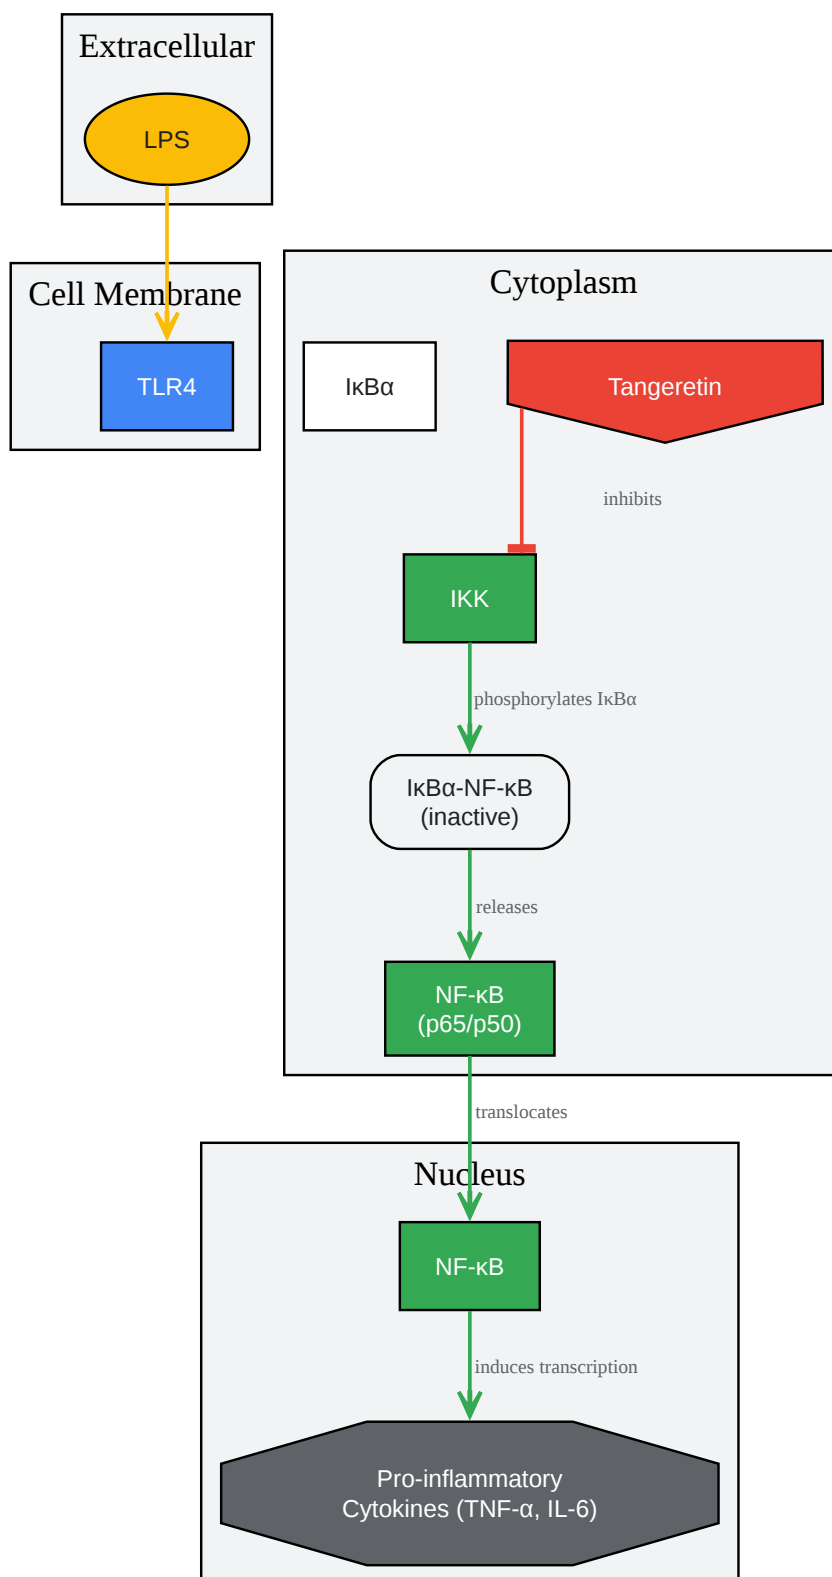 Extracellular
LPS
Cell Membrane
TLR4
Cytoplasm
IκBα
Tangeretin
inhibits
IKK
phosphorylates IκBα
IκBα-NF-κB
(inactive)
releases
NF-κB
(p65/p50)
translocates
Nucleus
NF-κB
induces transcription
Pro-inflammatory
Cytokines (TNF-α, IL-6)